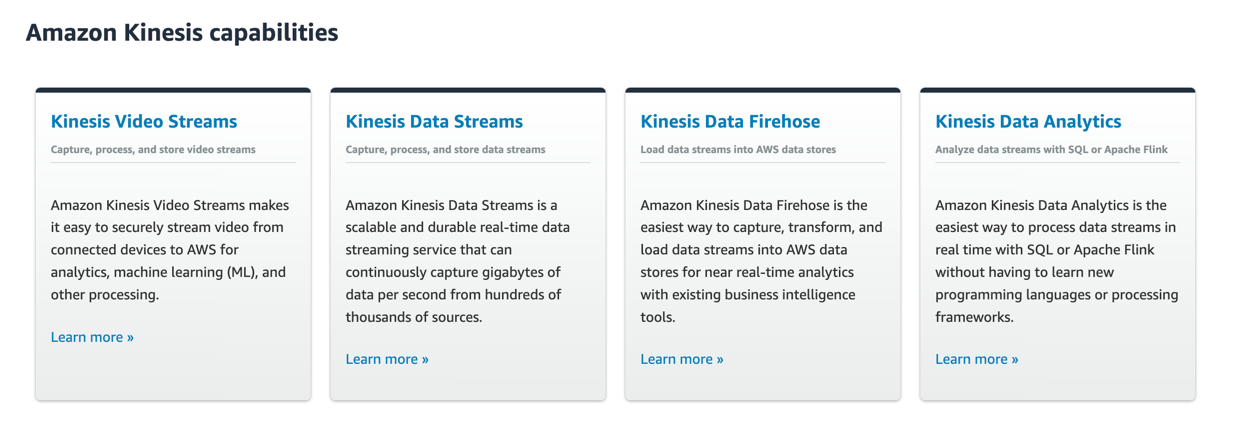 Amazon Kinesis capabilities
Kinesis Video Streams
Capture, process, and store video streams
Amazon Kinesis Video Streams makes
it easy to securely stream video from
connected devices to AWS for
analytics, machine learning (ML), and
other processing.
Learn more »
Kinesis Data Streams
Capture, process, and store data streams
Amazon Kinesis Data Streams is a
scalable and durable real-time data
streaming service that can
continuously capture gigabytes of
data per second from hundreds of
thousands of sources.
Learn more »
Kinesis Data Firehose
Load data streams into AWS data stores
Amazon Kinesis Data Firehose is the
easiest way to capture, transform, and
load data streams into AWS data
stores for near real-time analytics
with existing business intelligence
tools.
Learn more »
Kinesis Data Analytics
Analyze data streams with SQL or Apache Flink
Amazon Kinesis Data Analytics is the
easiest way to process data streams in
real time with SQL or Apache Flink
without having to learn new
programming languages or processing
frameworks.
Learn more »